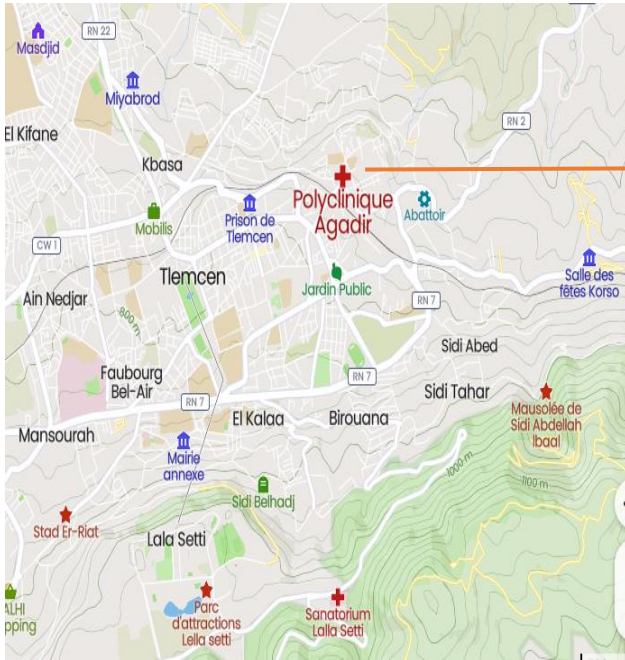 RN 22
Masdjid
Miyabrod
RN 2
El Kifane
Kbasa
Polyclinique
Agadir
Prison de
Tlemcen
Abattoir
Mobilis
CW 1
Salle des
fêtes Korso
Tlemcen
Jardin Public
Ain Nedjar
RN 7
800 m
Sidi Abed
Faubourg
Bel-Air
RN 7
Sidi Tahar
RN 7
Mausolée de
Sidi Abdellah
Ibaal
El Kalaa
Birouana
Mansourah
Mairie
annexe
1000 m
1100 m
Sidi Belhadj
Stad Er-Riat
Lala Setti
ALHI
pping
Parc
d'attractions
Lella setti
Sanatorium
Lalla Setti